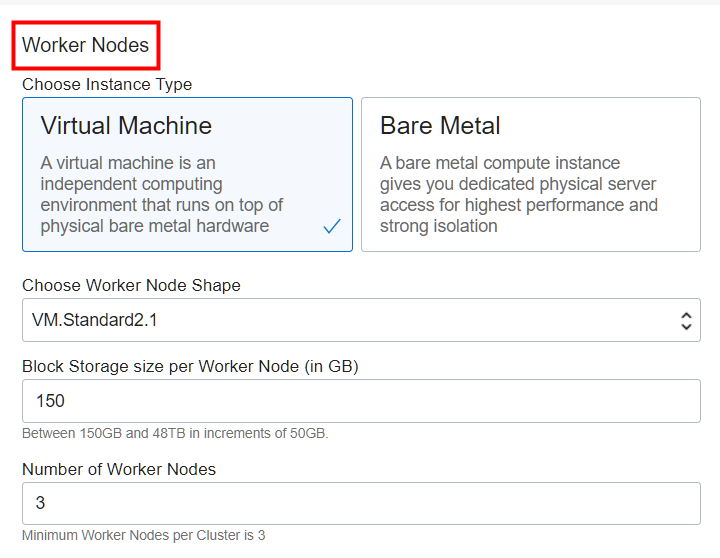 Worker Nodes
Choose Instance Type
Virtual Machine
A virtual machine is an
independent computing
environment that runs on top of
physical bare metal hardware
Bare Metal
A bare metal compute instance
gives you dedicated physical server
access for highest performance and
strong isolation
Choose Worker Node Shape
VM.Standard2.1
Block Storage size per Worker Node (in GB)
150
Between 150GB and 48TB in increments of 50GB.
Number of Worker Nodes
3
Minimum Worker Nodes per Cluster is 3